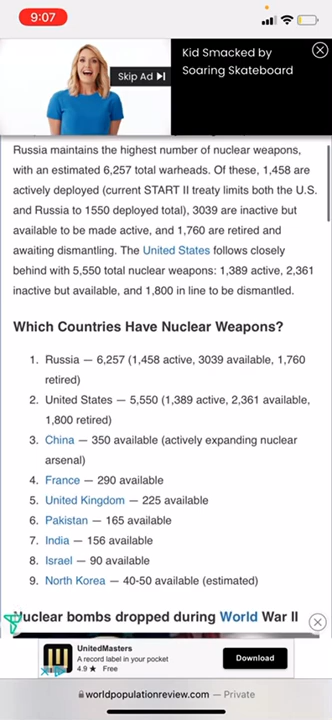 9:07
Kid Smacked by
Soaring Skateboard
Skip Ad
Russia maintains the highest number of nuclear weapons,
with an estimated 6,257 total warheads. Of these, 1,458 are
actively deployed (current START II treaty limits both the U.S.
and Russia to 1550 deployed total), 3039 are inactive but
available to be made active, and 1,760 are retired and
awaiting dismantling. The United States follows closely
behind with 5,550 total nuclear weapons: 1,389 active, 2,361
inactive but available, and 1,800 in line to be dismantled.
Which Countries Have Nuclear Weapons?
1. Russia — 6,257 (1,458 active, 3039 available, 1,760
retired)
2. United States — 5,550 (1,389 active, 2,361 available,
1,800 retired)
3. China — 350 available (actively expanding nuclear
arsenal)
4. France — 290 available
5. United Kingdom — 225 available
6. Pakistan — 165 available
7. India — 156 available
8. Israel — 90 available
9. North Korea — 40-50 available (estimated)
Nuclear bombs dropped during World War II
UnitedMasters
A record label in your pocket
4.9 ★ Free
Download
worldpopulationreview.com — Private